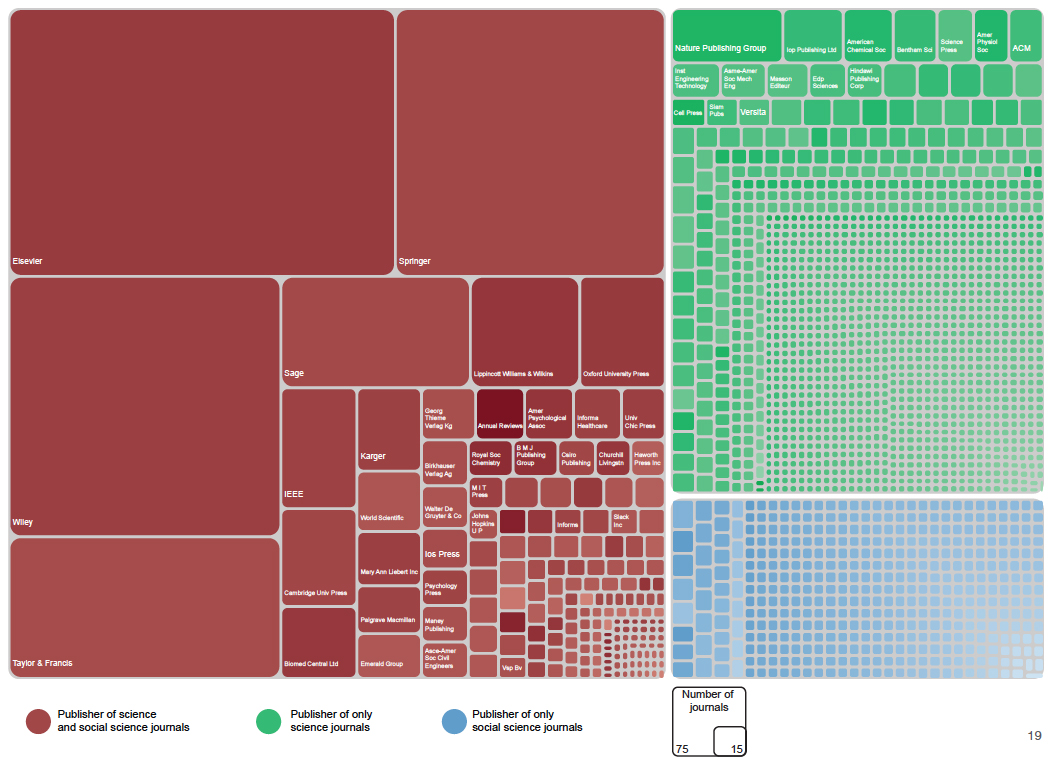 Elsevier
Springer
Wiley
Taylor & Francis
Sage
Lippincott Williams & Wilkins
Oxford University Press
IEEE
Cambridge Univ Press
Biomed Central Ltd
Karger
World Scientific
Mary Ann Liebert Inc
Palgrave Macmillan
Emerald Group
Georg
Thieme
Verlag Kg
Birkhauser
Verlag Ag
Walter De
Gruyter & Co
Ios Press
Psychology
Press
Maney
Publishing
Asce-Amer
Soc Civil
Engineers
Annual Reviews
Amer
Psychological
Assoc
Informa
Healthcare
Univ
Chic Press
Royal Soc
Chemistry
B M J
Publishing
Group
Csiro
Publishing
Churchill
Livingstn
Haworth
Press Inc
M I T
Press
Johns
Hopkins
U P
Informs
Slack
Inc
Vsp Bv
Nature Publishing Group
Iop Publishing Ltd
American
Chemical Soc
Bentham Sci
Science
Press
Amer
Physiol
Soc
ACM
Inst
Engineering
Technology
Asme-Amer
Soc Mech
Eng
Masson
Editeur
Edp
Sciences
Hindawi
Publishing
Corp
Cell Press
Siam
Pubs
Versita
Publisher of science
and social science journals
Publisher of only
science journals
Publisher of only
social science journals
Number of
journals
75
15
19